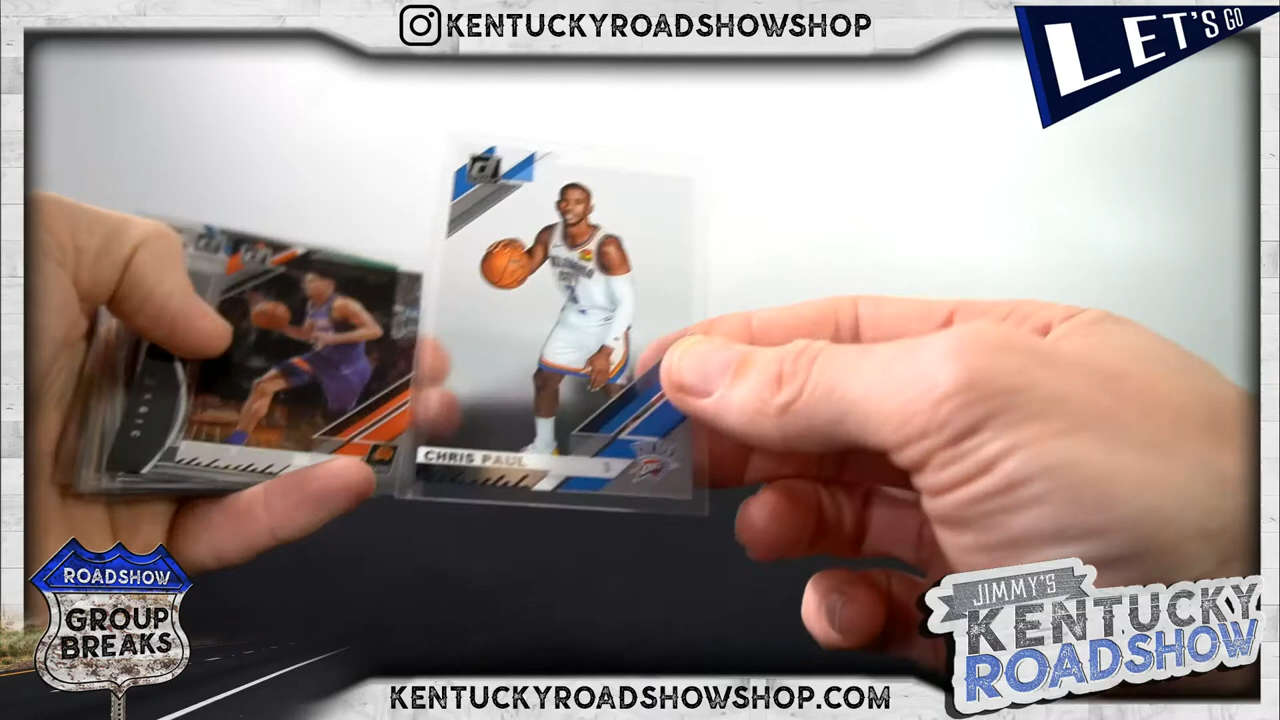 KENTUCKYROADSHOWSHOP
LET'S GO
CHRIS PAUL
ROADSHOW
GROUP
BREAKS
JIMMY'S
KENTUCKY
ROADSHOW
KENTUCKYROADSHOWSHOP.COM